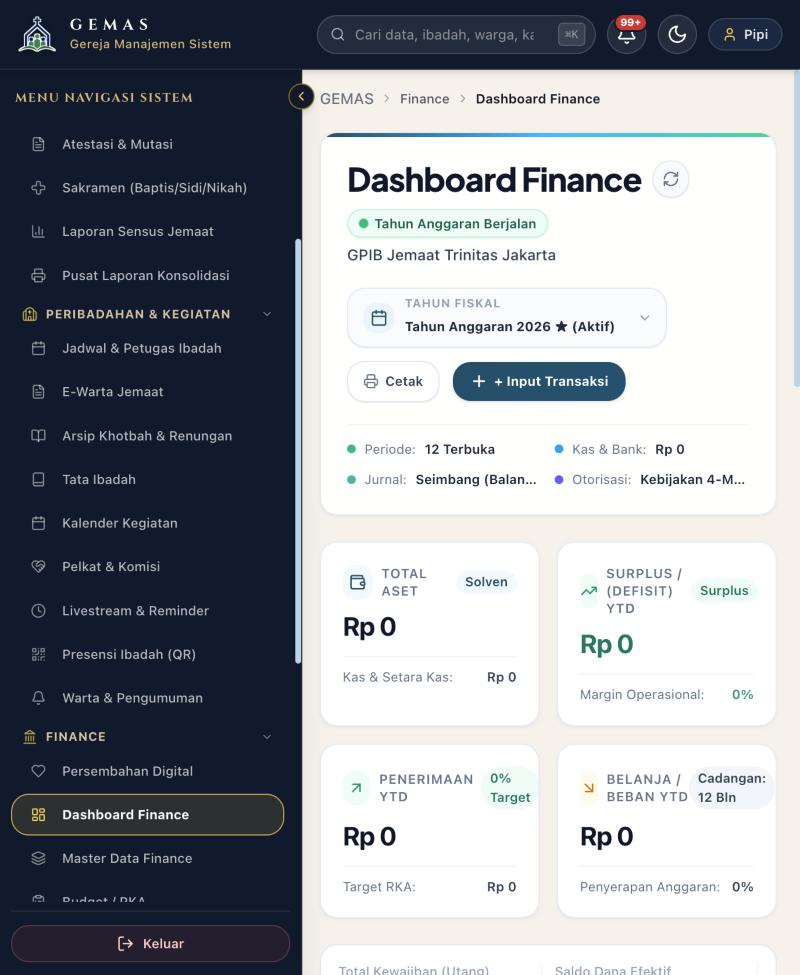 GEMAS
Gereja Manajemen Sistem
Cari data, ibadah, warga, ka
⌘K
99+
Pipi
MENU NAVIGASI SISTEM
Atestasi & Mutasi
Sakramen (Baptis/Sidi/Nikah)
Laporan Sensus Jemaat
Pusat Laporan Konsolidasi
PERIBADAHAN & KEGIATAN
Jadwal & Petugas Ibadah
E-Warta Jemaat
Arsip Khotbah & Renungan
Tata Ibadah
Kalender Kegiatan
Pelkat & Komisi
Livestream & Reminder
Presensi Ibadah (QR)
Warta & Pengumuman
FINANCE
Persembahan Digital
Dashboard Finance
Master Data Finance
Budget / RKA
Keluar
GEMAS > Finance > Dashboard Finance
Dashboard Finance
Tahun Anggaran Berjalan
GPIB Jemaat Trinitas Jakarta
TAHUN FISKAL
Tahun Anggaran 2026 ★ (Aktif)
Cetak
+ Input Transaksi
Periode: 12 Terbuka
Kas & Bank: Rp 0
Jurnal: Seimbang (Balan...
Otorisasi: Kebijakan 4-M...
TOTAL
ASET
Solven
Rp 0
Kas & Setara Kas: Rp 0
SURPLUS /
(DEFISIT)
YTD
Surplus
Rp 0
Margin Operasional: 0%
PENERIMAAN
YTD
0%
Target
Rp 0
Target RKA: Rp 0
BELANJA /
BEBAN YTD
Cadangan:
12 Bln
Rp 0
Penyerapan Anggaran: 0%
Total Kewajiban (Utang)
Saldo Dana Efektif